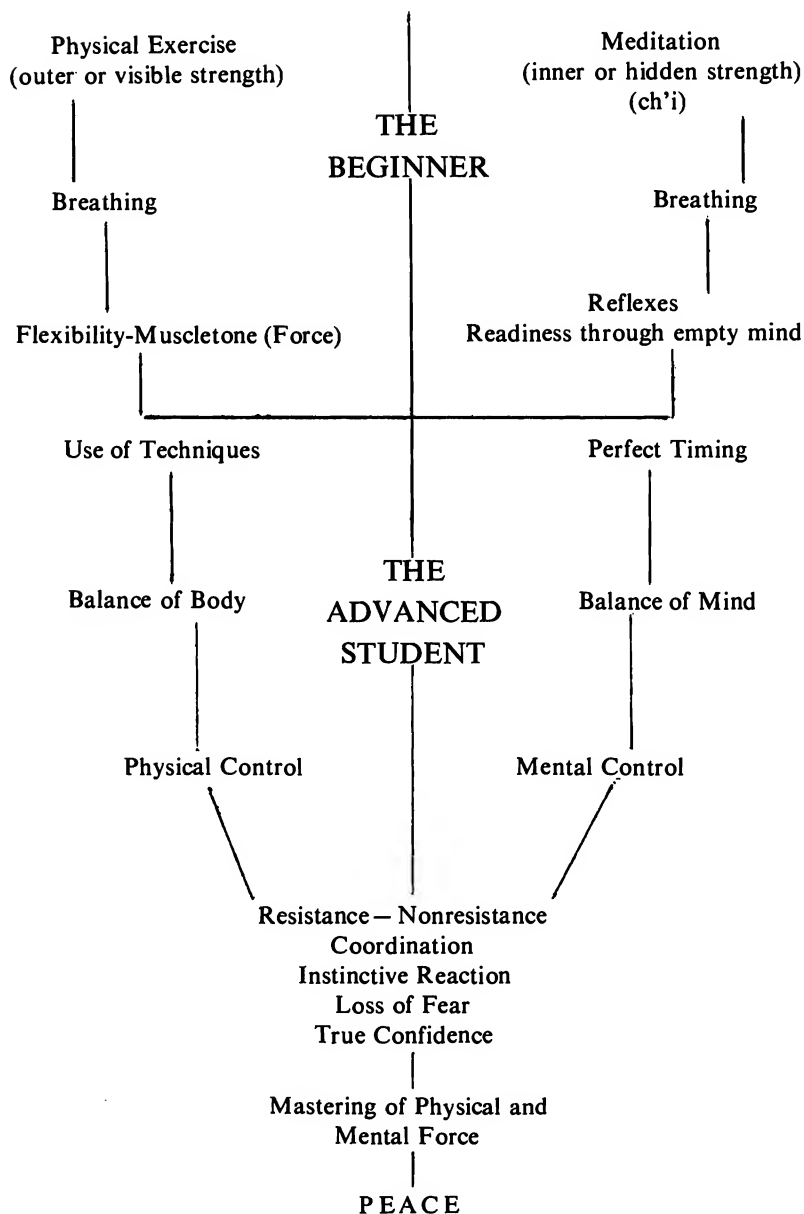 Physical Exercise
(outer or visible strength)
Meditation
(inner or hidden strength)
(ch'i)
THE
BEGINNER
Breathing
Breathing
Flexibility-Muscletone (Force)
Reflexes
Readiness through empty mind
Use of Techniques
Perfect Timing
THE
ADVANCED
STUDENT
Balance of Body
Balance of Mind
Physical Control
Mental Control
Resistance — Nonresistance
Coordination
Instinctive Reaction
Loss of Fear
True Confidence
Mastering of Physical and
Mental Force
PEACE